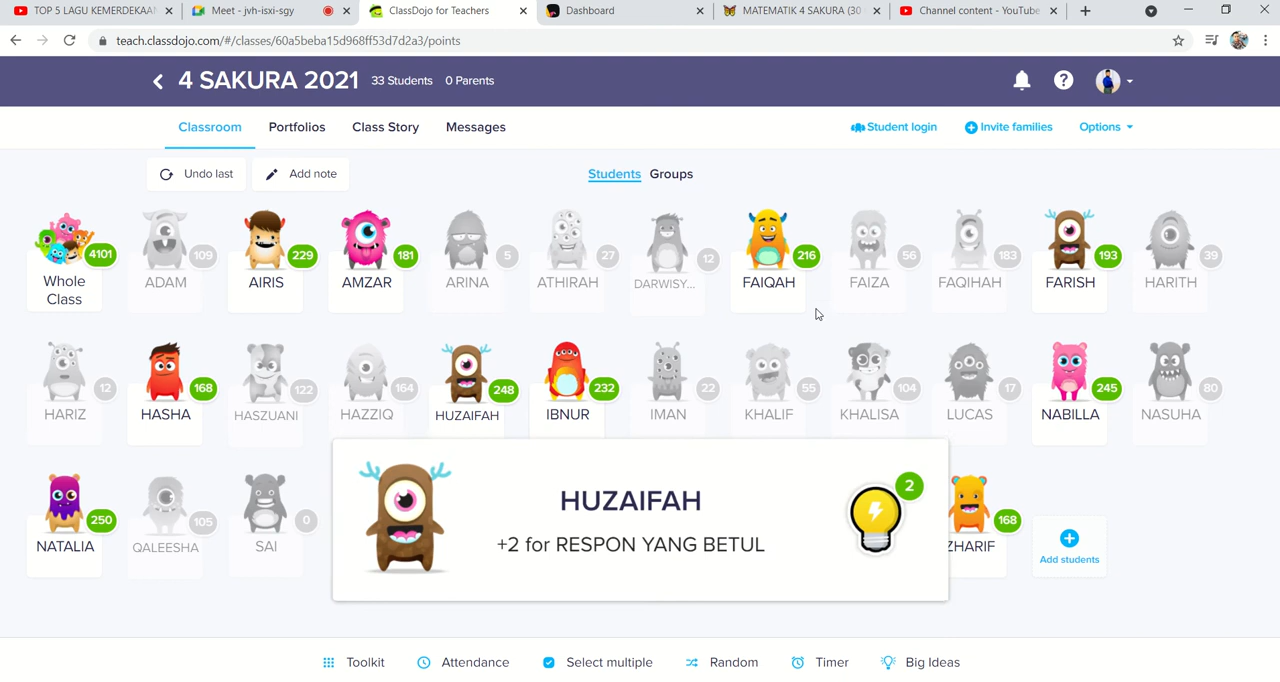 TOP 5 LAGU KEMERDEKAAN
Meet - jvh-isxi-sgy
ClassDojo for Teachers
Dashboard
MATEMATIK 4 SAKURA (30
Channel content - YouTube
teach.classdojo.com/#/classes/60a5beba15d968ff53d7d2a3/points
4 SAKURA 2021
33 Students
0 Parents
Classroom
Portfolios
Class Story
Messages
Student login
Invite families
Options
Undo last
Add note
Students
Groups
4101
109
229
181
5
27
12
216
56
183
193
39
Whole
Class
ADAM
AIRIS
AMZAR
ARINA
ATHIRAH
DARWISY...
FAIQAH
FAIZA
FAQIHAH
FARISH
HARITH
12
168
122
164
248
232
22
55
104
17
245
80
HARIZ
HASHA
HASZUANI
HAZZIQ
HUZAIFAH
IBNUR
IMAN
KHALIF
KHALISA
LUCAS
NABILLA
NASUHA
250
105
0
168
NATALIA
QALEESHA
SAI
ZHARIF
Add students
HUZAIFAH
+2 for RESPON YANG BETUL
2
Toolkit
Attendance
Select multiple
Random
Timer
Big Ideas